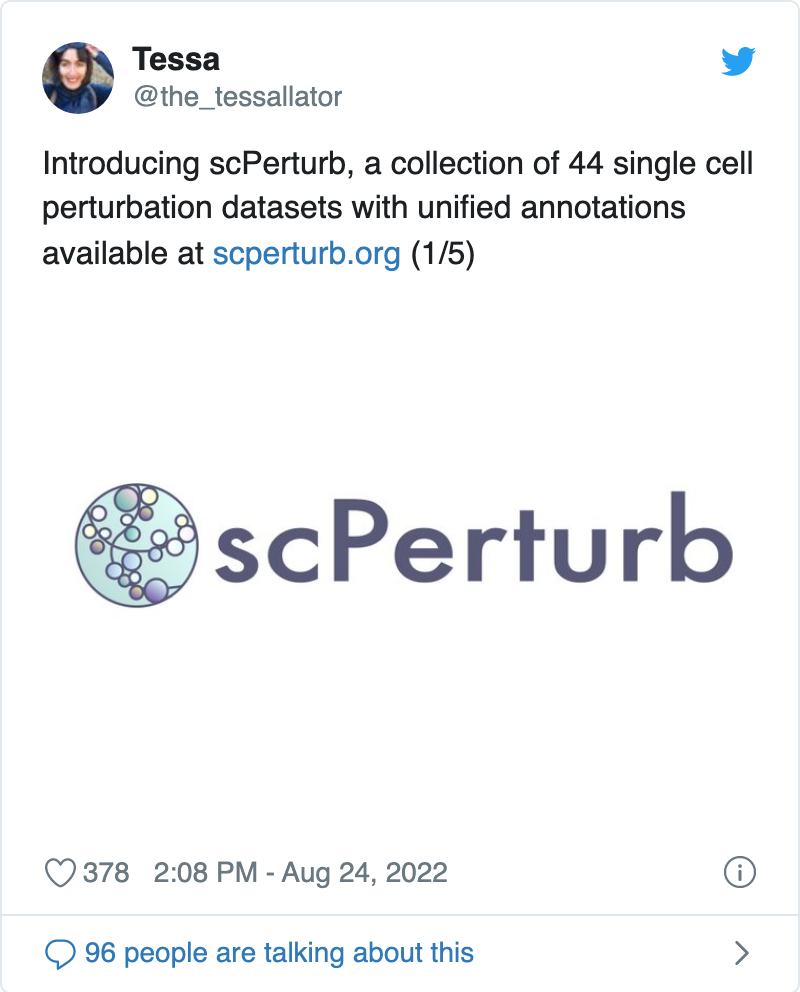 Tessa
@the_tessallator
Introducing scPerturb, a collection of 44 single cell
perturbation datasets with unified annotations
available at scperturb.org (1/5)
scPerturb
378 2:08 PM - Aug 24, 2022
96 people are talking about this